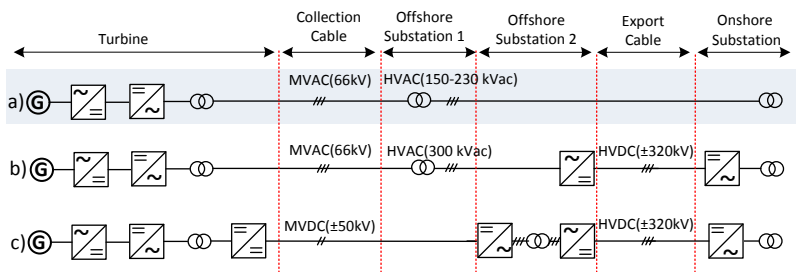 Turbine
Collection
Cable
Offshore
Substation 1
Offshore
Substation 2
Export
Cable
Onshore
Substation
a) G
MVAC(66kV)
HVAC(150-230 kVac)
b) G
MVAC(66kV)
HVAC(300 kVac)
HVDC(±320kV)
c) G
MVDC(±50kV)
HVDC(±320kV)